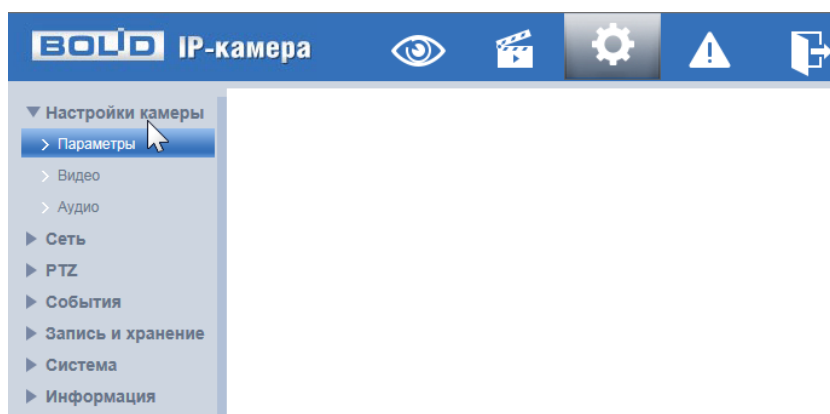 BOLID IP-камера
Настройки камеры
Параметры
Видео
Аудио
Сеть
PTZ
События
Запись и хранение
Система
Информация